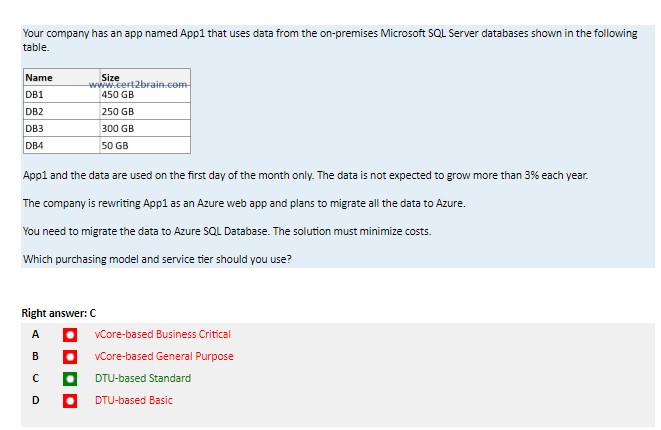 Your company has an app named App1 that uses data from the on-premises Microsoft SQL Server databases shown in the following
table.
Name Size
www.cert2brain.com
DB1 450 GB
DB2 250 GB
DB3 300 GB
DB4 50 GB
App1 and the data are used on the first day of the month only. The data is not expected to grow more than 3% each year.
The company is rewriting App1 as an Azure web app and plans to migrate all the data to Azure.
You need to migrate the data to Azure SQL Database. The solution must minimize costs.
Which purchasing model and service tier should you use?
Right answer: C
A vCore-based Business Critical
B vCore-based General Purpose
C DTU-based Standard
D DTU-based Basic